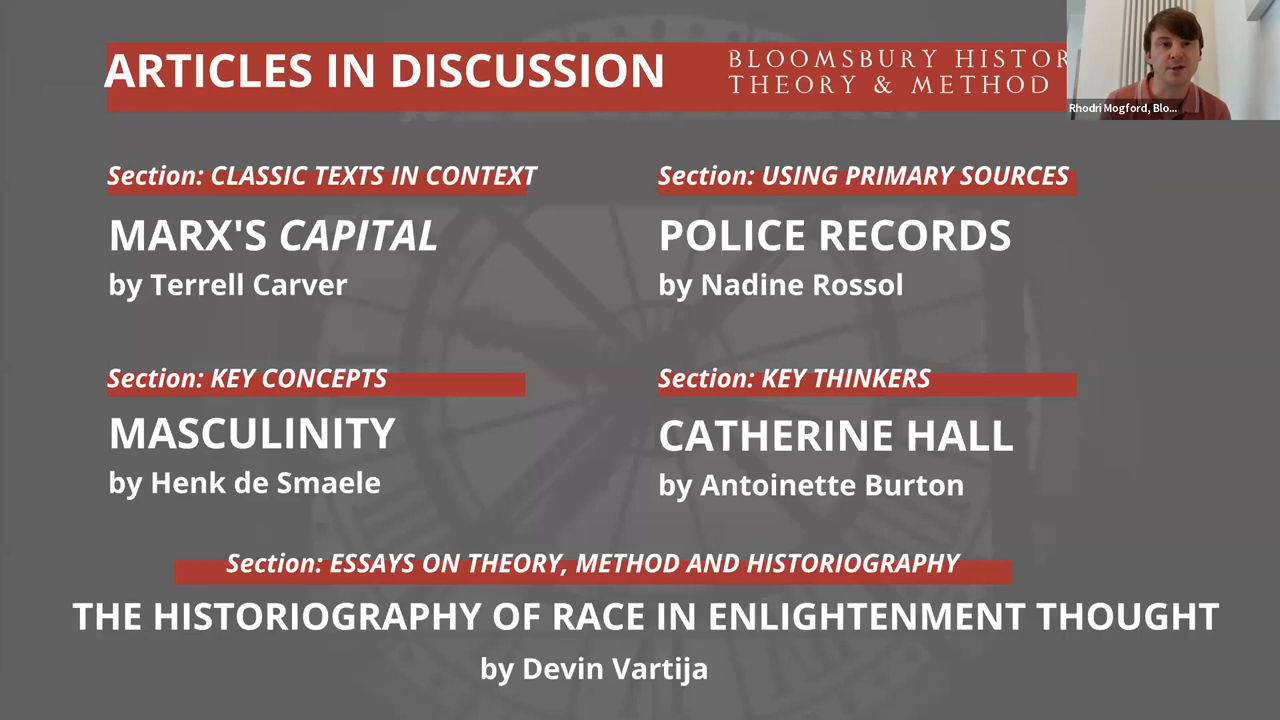 ARTICLES IN DISCUSSION
BLOOMSBURY HISTOR
THEORY & METHOD
Rhodri Mogford, Blo...
Section: CLASSIC TEXTS IN CONTEXT
MARX'S CAPITAL
by Terrell Carver
Section: USING PRIMARY SOURCES
POLICE RECORDS
by Nadine Rossol
Section: KEY CONCEPTS
MASCULINITY
by Henk de Smaele
Section: KEY THINKERS
CATHERINE HALL
by Antoinette Burton
Section: ESSAYS ON THEORY, METHOD AND HISTORIOGRAPHY
THE HISTORIOGRAPHY OF RACE IN ENLIGHTENMENT THOUGHT
by Devin Vartija